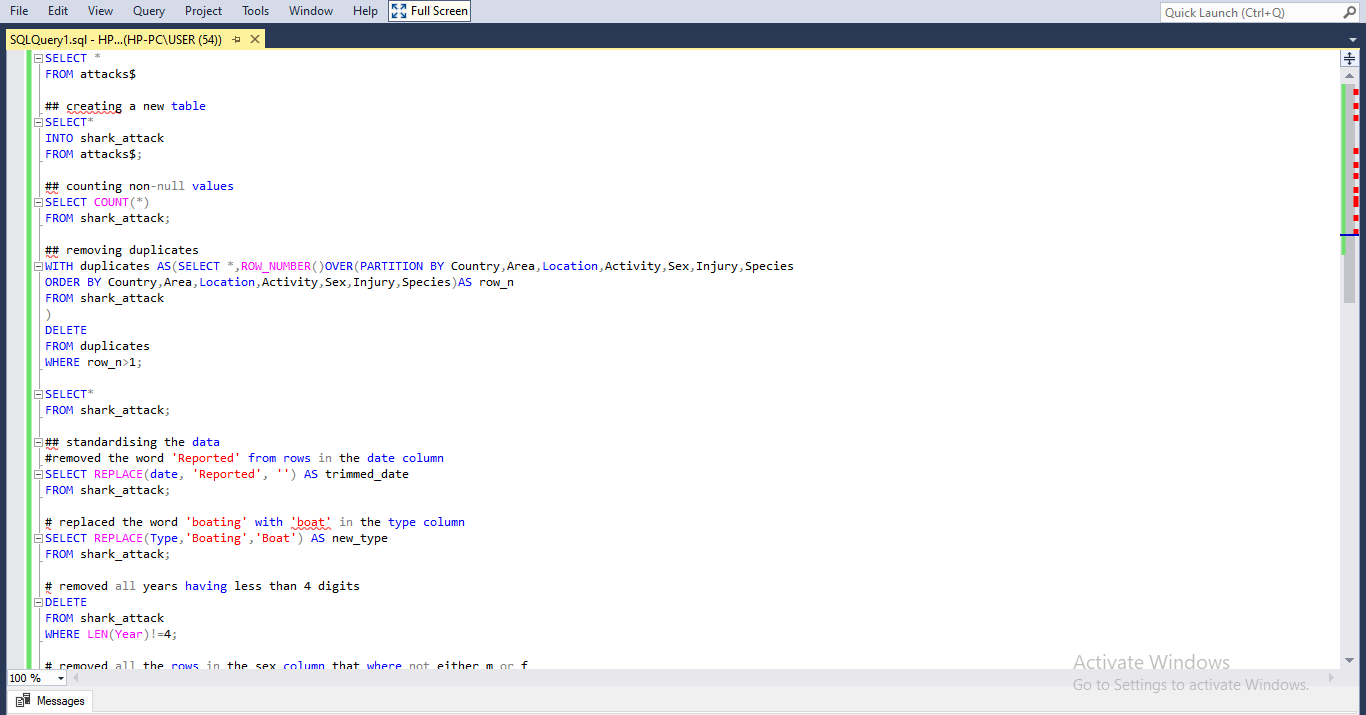 File Edit View Query Project Tools Window Help Full Screen
Quick Launch (Ctrl+Q)
SQLQuery1.sql - HP...(HP-PC\USER (54))
SELECT *
FROM attacks$
## creating a new table
SELECT*
INTO shark_attack
FROM attacks$;
## counting non-null values
SELECT COUNT(*)
FROM shark_attack;
## removing duplicates
WITH duplicates AS(SELECT *,ROW_NUMBER()OVER(PARTITION BY Country,Area,Location,Activity,Sex,Injury,Species
ORDER BY Country,Area,Location,Activity,Sex,Injury,Species)AS row_n
FROM shark_attack
)
DELETE
FROM duplicates
WHERE row_n>1;
SELECT*
FROM shark_attack;
## standardising the data
#removed the word 'Reported' from rows in the date column
SELECT REPLACE(date, 'Reported', '') AS trimmed_date
FROM shark_attack;
# replaced the word 'boating' with 'boat' in the type column
SELECT REPLACE(Type,'Boating','Boat') AS new_type
FROM shark_attack;
# removed all years having less than 4 digits
DELETE
FROM shark_attack
WHERE LEN(Year)!=4;
# removed all the rows in the sex column that where not either m or f
100 %
Activate Windows
Go to Settings to activate Windows.
Messages